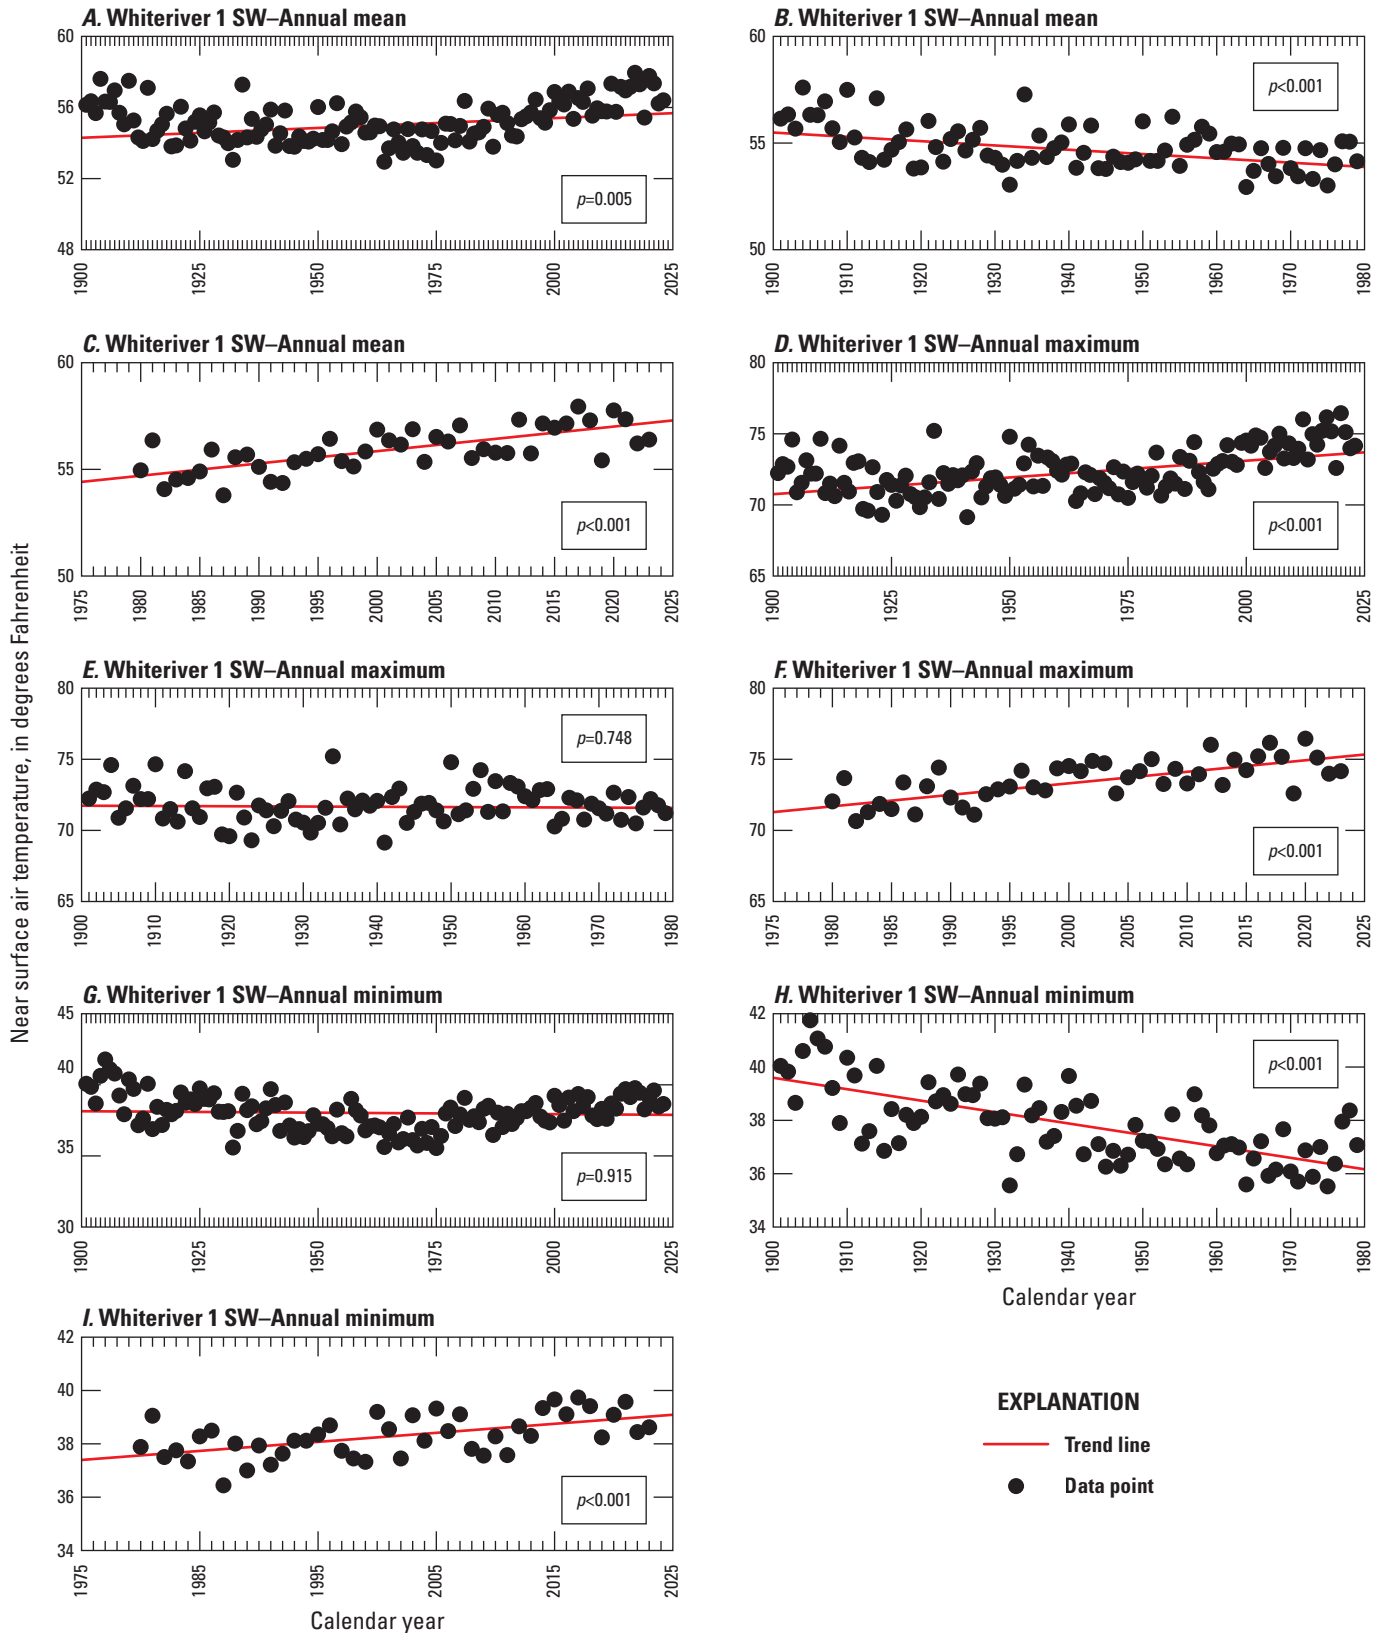 Near surface air temperature, in degrees Fahrenheit
A. Whiteriver 1 SW–Annual mean
60
56
52
48
p=0.005
1900 1925 1950 1975 2000 2025
B. Whiteriver 1 SW–Annual mean
60
55
50
p<0.001
1900 1910 1920 1930 1940 1950 1960 1970 1980
C. Whiteriver 1 SW–Annual mean
60
55
50
p<0.001
1975 1980 1985 1990 1995 2000 2005 2010 2015 2020 2025
D. Whiteriver 1 SW–Annual maximum
80
75
70
65
p<0.001
1900 1925 1950 1975 2000 2025
E. Whiteriver 1 SW–Annual maximum
80
75
70
65
p=0.748
1900 1910 1920 1930 1940 1950 1960 1970 1980
F. Whiteriver 1 SW–Annual maximum
80
75
70
65
p<0.001
1975 1980 1985 1990 1995 2000 2005 2010 2015 2020 2025
G. Whiteriver 1 SW–Annual minimum
45
40
35
30
p=0.915
1900 1925 1950 1975 2000 2025
H. Whiteriver 1 SW–Annual minimum
42
40
38
36
34
p<0.001
1900 1910 1920 1930 1940 1950 1960 1970 1980
Calendar year
I. Whiteriver 1 SW–Annual minimum
42
40
38
36
34
p<0.001
1975 1985 1995 2005 2015 2025
Calendar year
EXPLANATION
Trend line
Data point